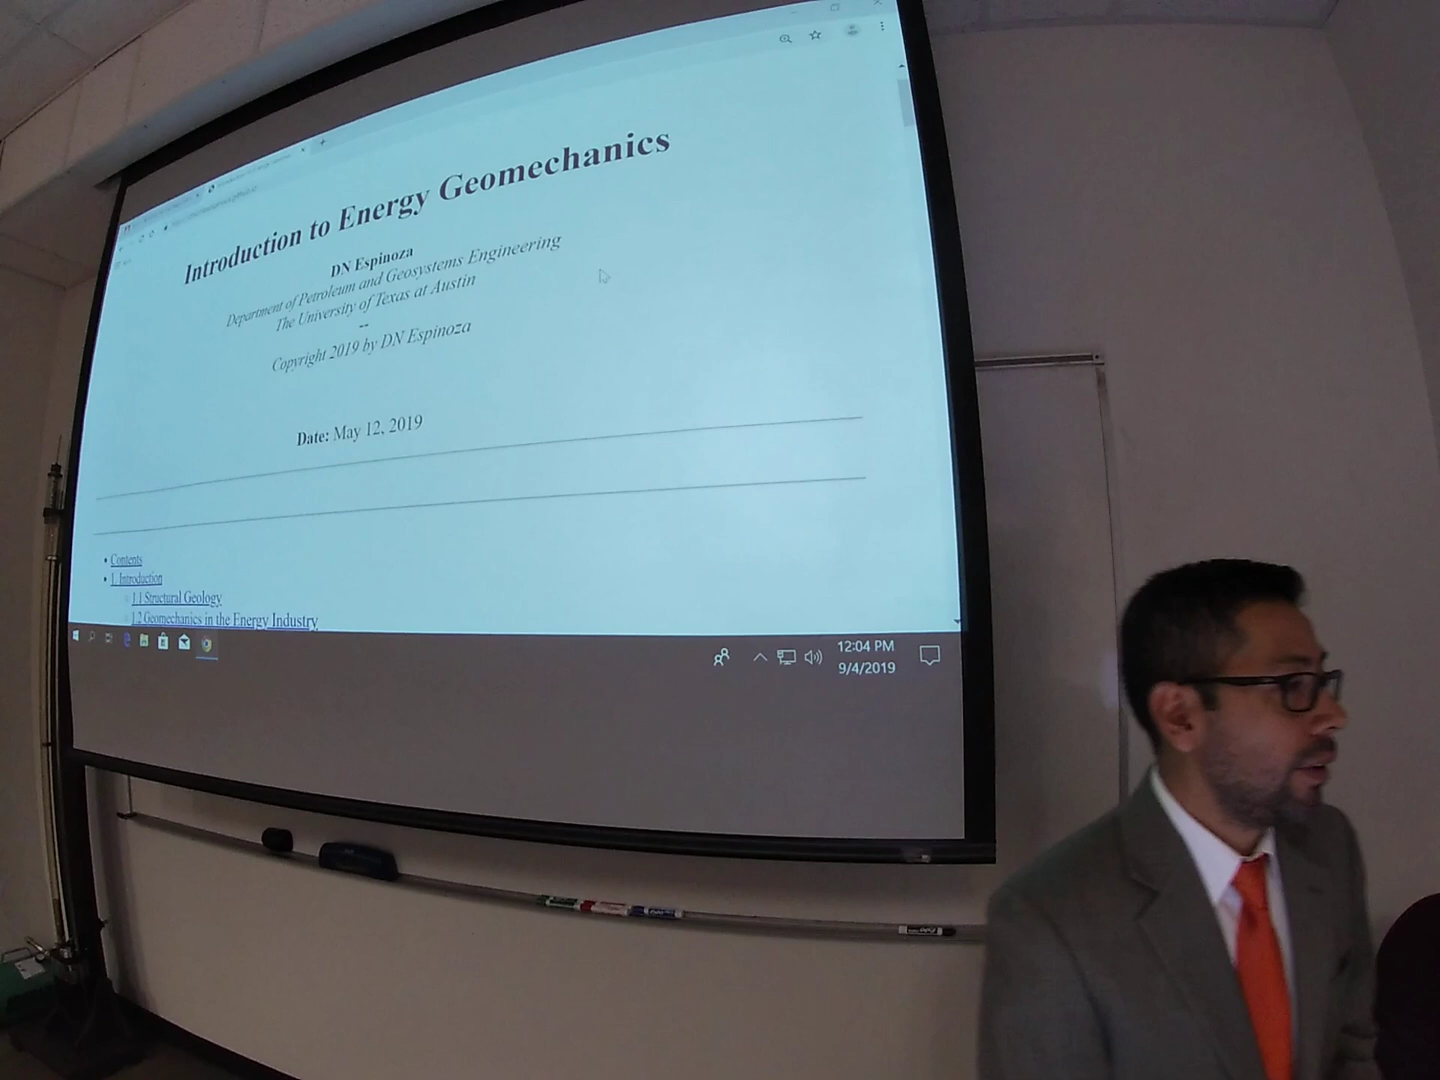 Introduction to Energy Geomechanics
DN Espinoza
Department of Petroleum and Geosystems Engineering
The University of Texas at Austin
--
Copyright 2019 by DN Espinoza
Date: May 12, 2019
• Contents
• 1. Introduction
1.1 Structural Geology
1.2 Geomechanics in the Energy Industry
12:04 PM
9/4/2019